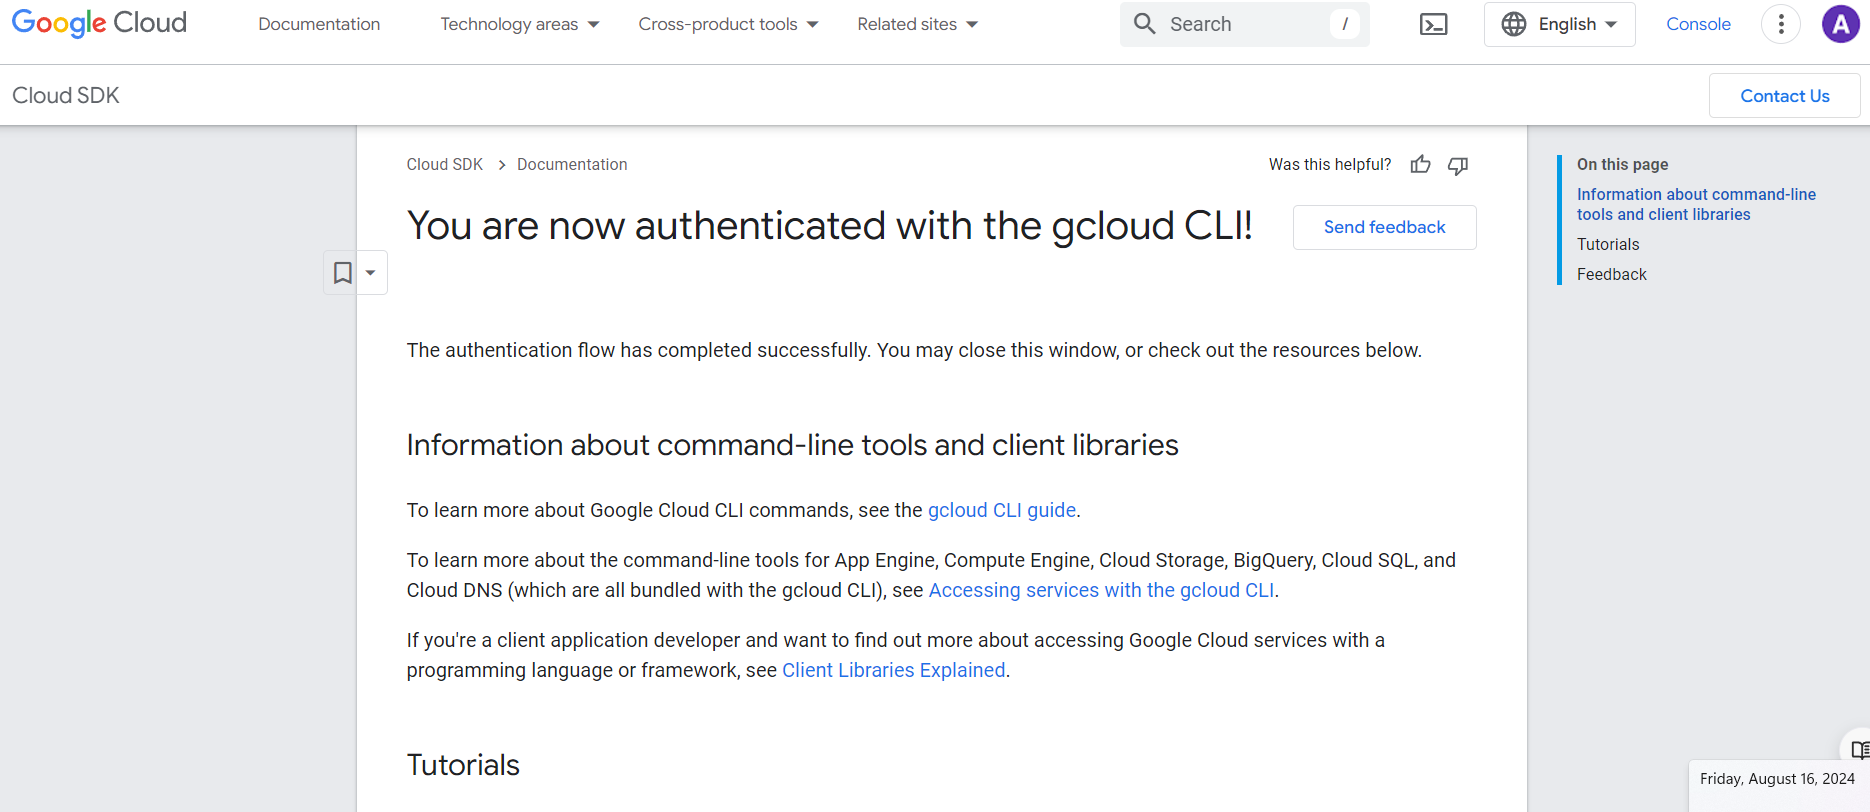 Google Cloud
Documentation
Technology areas
Cross-product tools
Related sites
Search
/
English
Console
A
Cloud SDK
Contact Us
Cloud SDK > Documentation
Was this helpful?
You are now authenticated with the gcloud CLI!
Send feedback
The authentication flow has completed successfully. You may close this window, or check out the resources below.
Information about command-line tools and client libraries
To learn more about Google Cloud CLI commands, see the gcloud CLI guide.
To learn more about the command-line tools for App Engine, Compute Engine, Cloud Storage, BigQuery, Cloud SQL, and
Cloud DNS (which are all bundled with the gcloud CLI), see Accessing services with the gcloud CLI.
If you're a client application developer and want to find out more about accessing Google Cloud services with a
programming language or framework, see Client Libraries Explained.
Tutorials
On this page
Information about command-line
tools and client libraries
Tutorials
Feedback
Friday, August 16, 2024